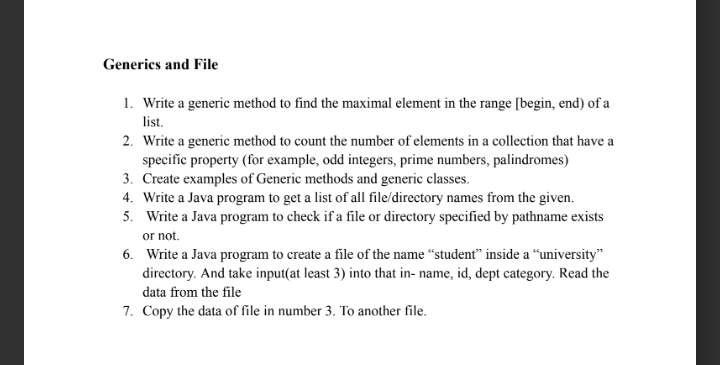 Generics and File
1. Write a generic method to find the maximal element in the range [begin, end) of a
list.
2. Write a generic method to count the number of elements in a collection that have a
specific property (for example, odd integers, prime numbers, palindromes)
3. Create examples of Generic methods and generic classes.
4. Write a Java program to get a list of all file/directory names from the given.
5. Write a Java program to check if a file or directory specified by pathname exists
or not.
6. Write a Java program to create a file of the name “student” inside a “university”
directory. And take input(at least 3) into that in- name, id, dept category. Read the
data from the file
7. Copy the data of file in number 3. To another file.